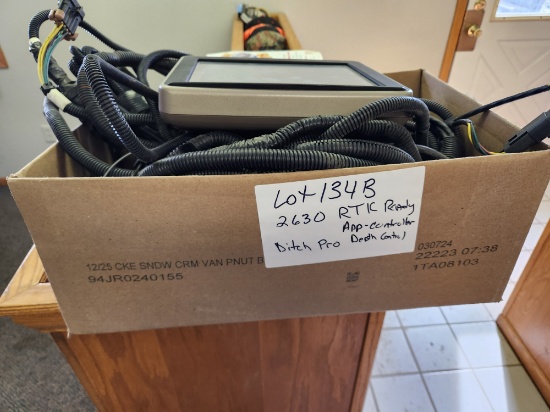 Lot 134B
2630 RTK Ready
App-controller
Ditch Pro Depth Control
12/25 CKE SNDW CRM VAN PNUT B
94JR0240155
030724
22223 07:38
1TA08103